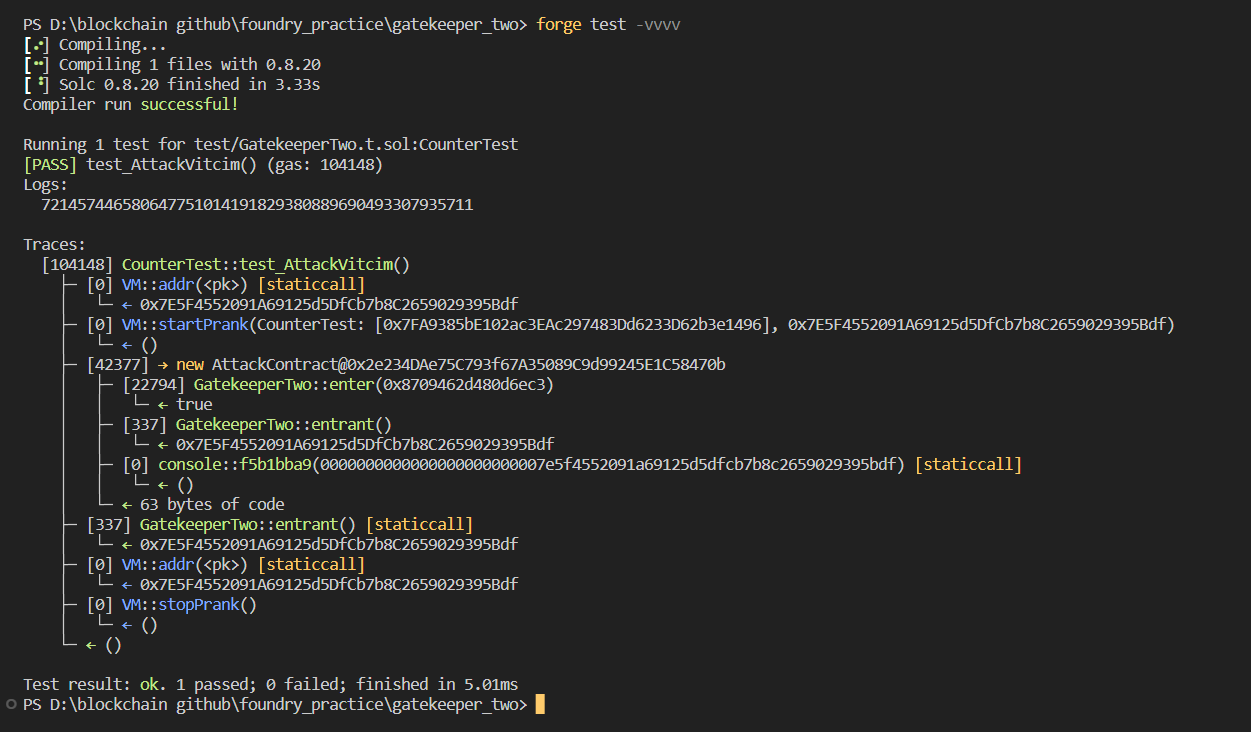 PS D:\blockchain github\foundry_practice\gatekeeper_two> forge test -vvvv
[⠔] Compiling...
[⠒] Compiling 1 files with 0.8.20
[⠘] Solc 0.8.20 finished in 3.33s
Compiler run successful!
Running 1 test for test/GatekeeperTwo.t.sol:CounterTest
[PASS] test_AttackVitcim() (gas: 104148)
Logs:
721457446580647751014191829380889690493307935711
Traces:
[104148] CounterTest::test_AttackVitcim()
├─ [0] VM::addr(<pk>) [staticcall]
│ └─ ← 0x7E5F4552091A69125d5DfCb7b8C2659029395Bdf
├─ [0] VM::startPrank(CounterTest: [0x7FA9385bE102ac3EAc297483Dd6233D62b3e1496], 0x7E5F4552091A69125d5DfCb7b8C2659029395Bdf)
│ └─ ← ()
├─ [42377] → new AttackContract@0x2e234DAe75C793f67A35089C9d99245E1C58470b
│ ├─ [22794] GatekeeperTwo::enter(0x8709462d480d6ec3)
│ │ └─ ← true
│ ├─ [337] GatekeeperTwo::entrant()
│ │ └─ ← 0x7E5F4552091A69125d5DfCb7b8C2659029395Bdf
│ ├─ [0] console::f5b1bba9(0000000000000000000000007e5f4552091a69125d5dfcb7b8c2659029395bdf) [staticcall]
│ │ └─ ← ()
│ └─ ← 63 bytes of code
├─ [337] GatekeeperTwo::entrant() [staticcall]
│ └─ ← 0x7E5F4552091A69125d5DfCb7b8C2659029395Bdf
├─ [0] VM::addr(<pk>) [staticcall]
│ └─ ← 0x7E5F4552091A69125d5DfCb7b8C2659029395Bdf
├─ [0] VM::stopPrank()
│ └─ ← ()
└─ ← ()
Test result: ok. 1 passed; 0 failed; finished in 5.01ms
PS D:\blockchain github\foundry_practice\gatekeeper_two>